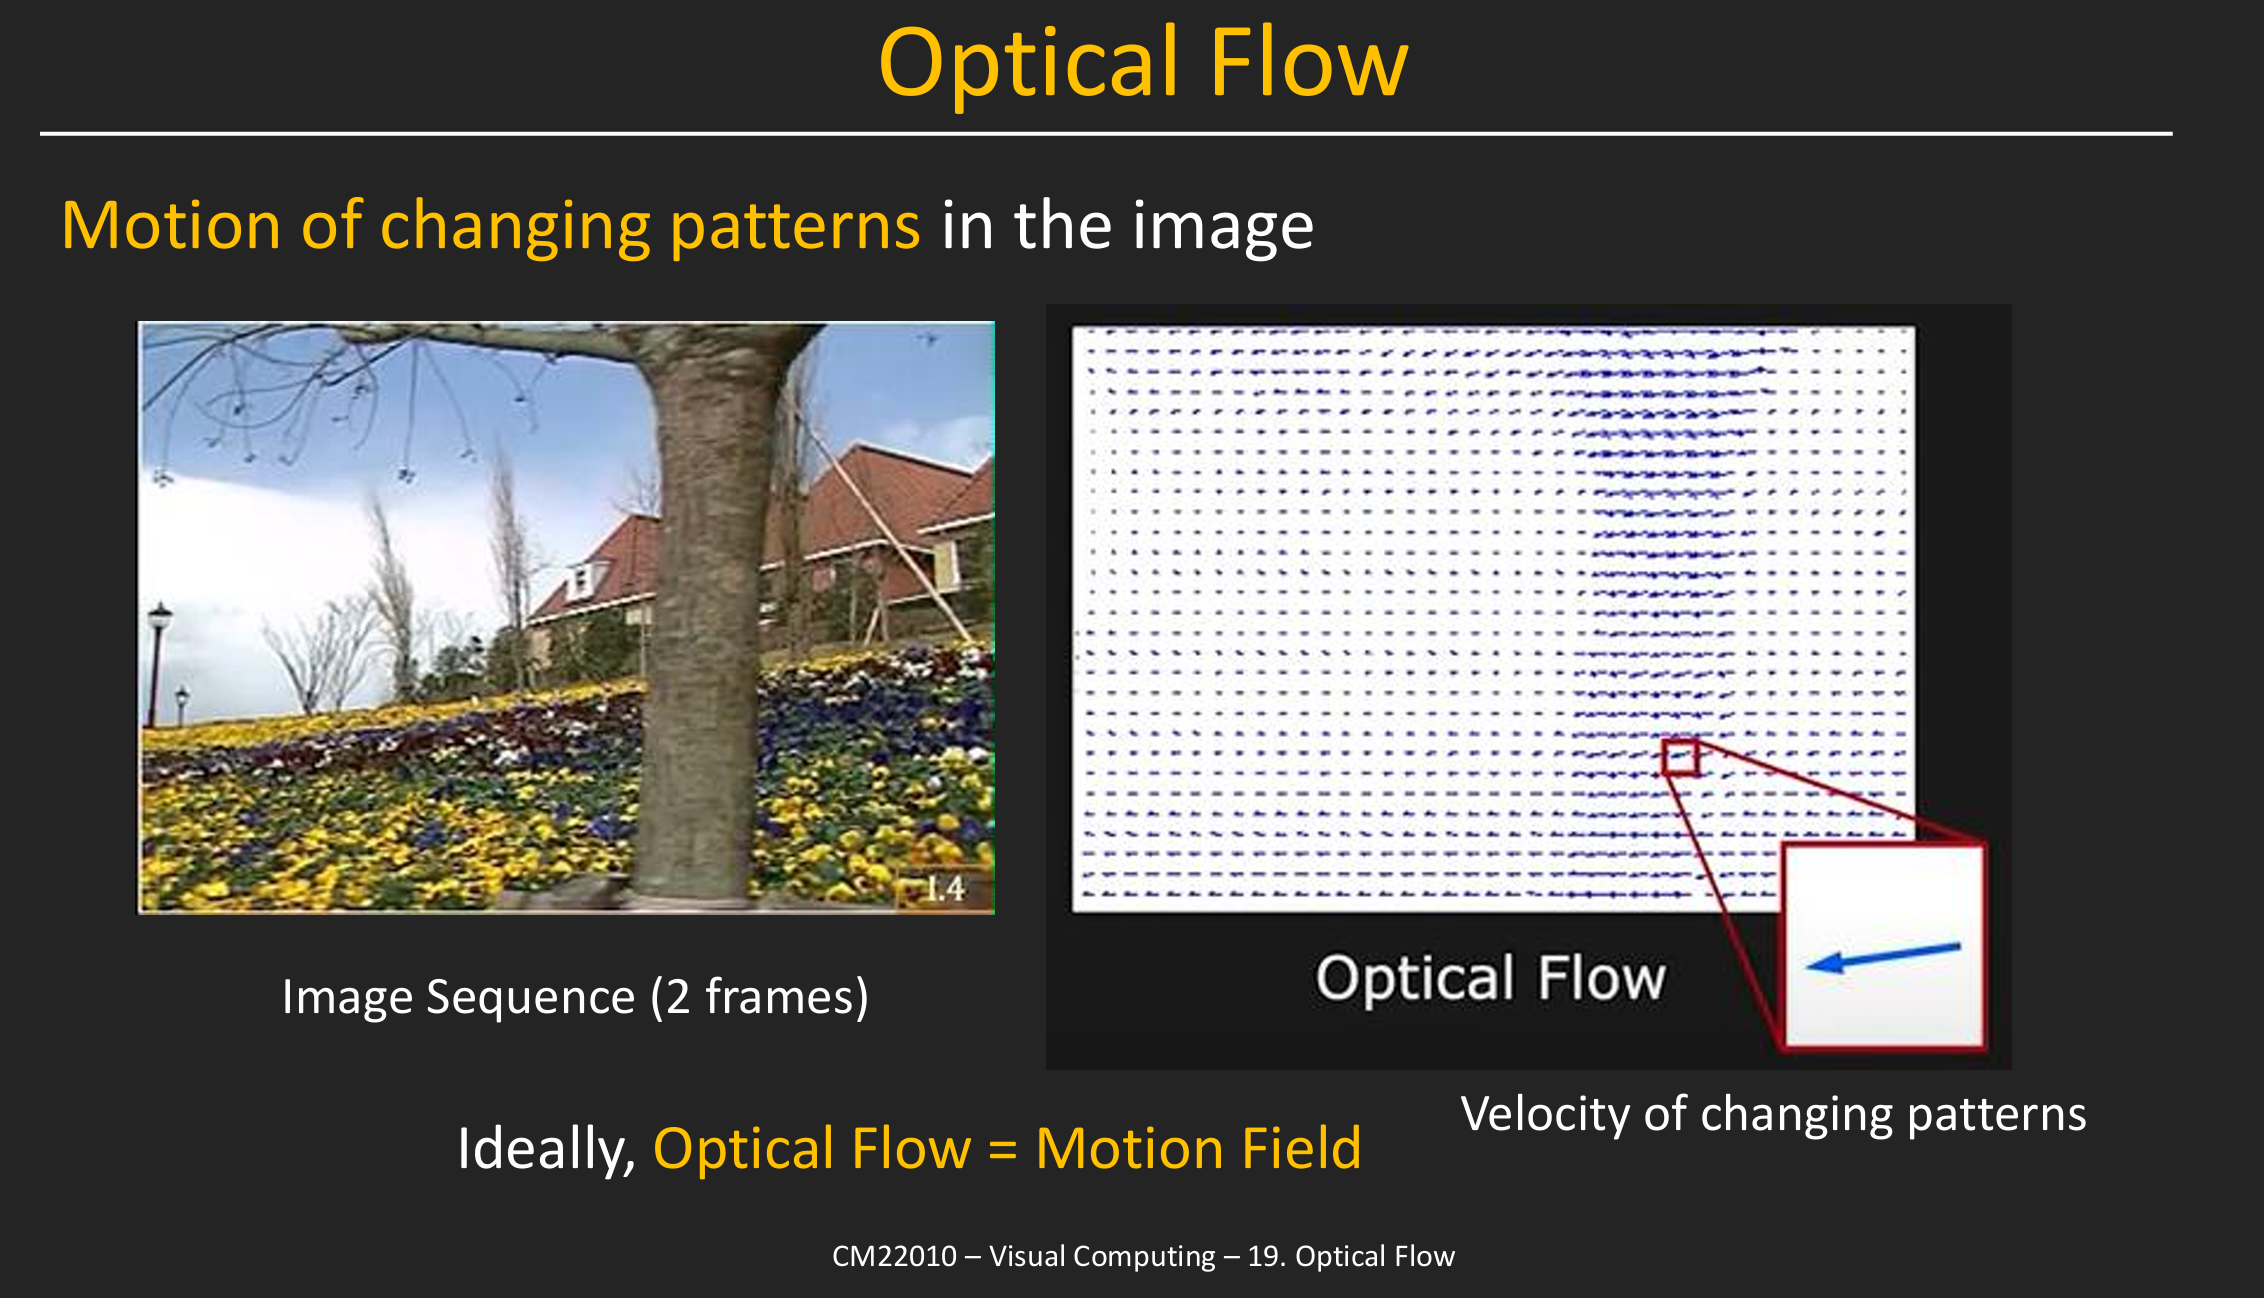 Optical Flow
Motion of changing patterns in the image
1.4
Image Sequence (2 frames)
Optical Flow
Velocity of changing patterns
Ideally, Optical Flow = Motion Field
CM22010 – Visual Computing – 19. Optical Flow